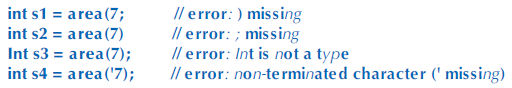 int s1 = area(7; // error: ) missing
int s2 = area(7) // error: ; missing
Int s3 = area(7); // error: Int is not a type
int s4 = area('7); // error: non-terminated character (' missing)